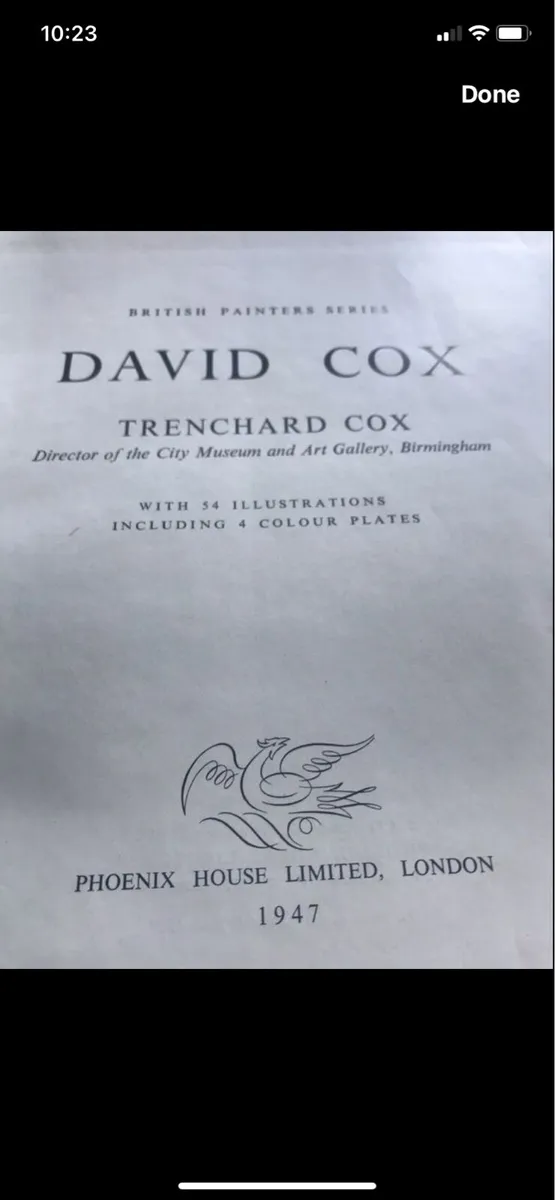 10:23
Done
BRITISH PAINTERS SERIES
DAVID COX
TRENCHARD COX
Director of the City Museum and Art Gallery, Birmingham
WITH 54 ILLUSTRATIONS
INCLUDING 4 COLOUR PLATES
PHOENIX HOUSE LIMITED, LONDON
1947